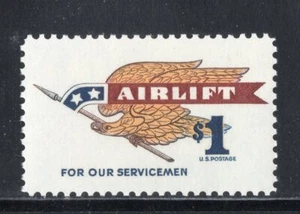 AIRLIFT
$1
U.S. POSTAGE
FOR OUR SERVICEMEN